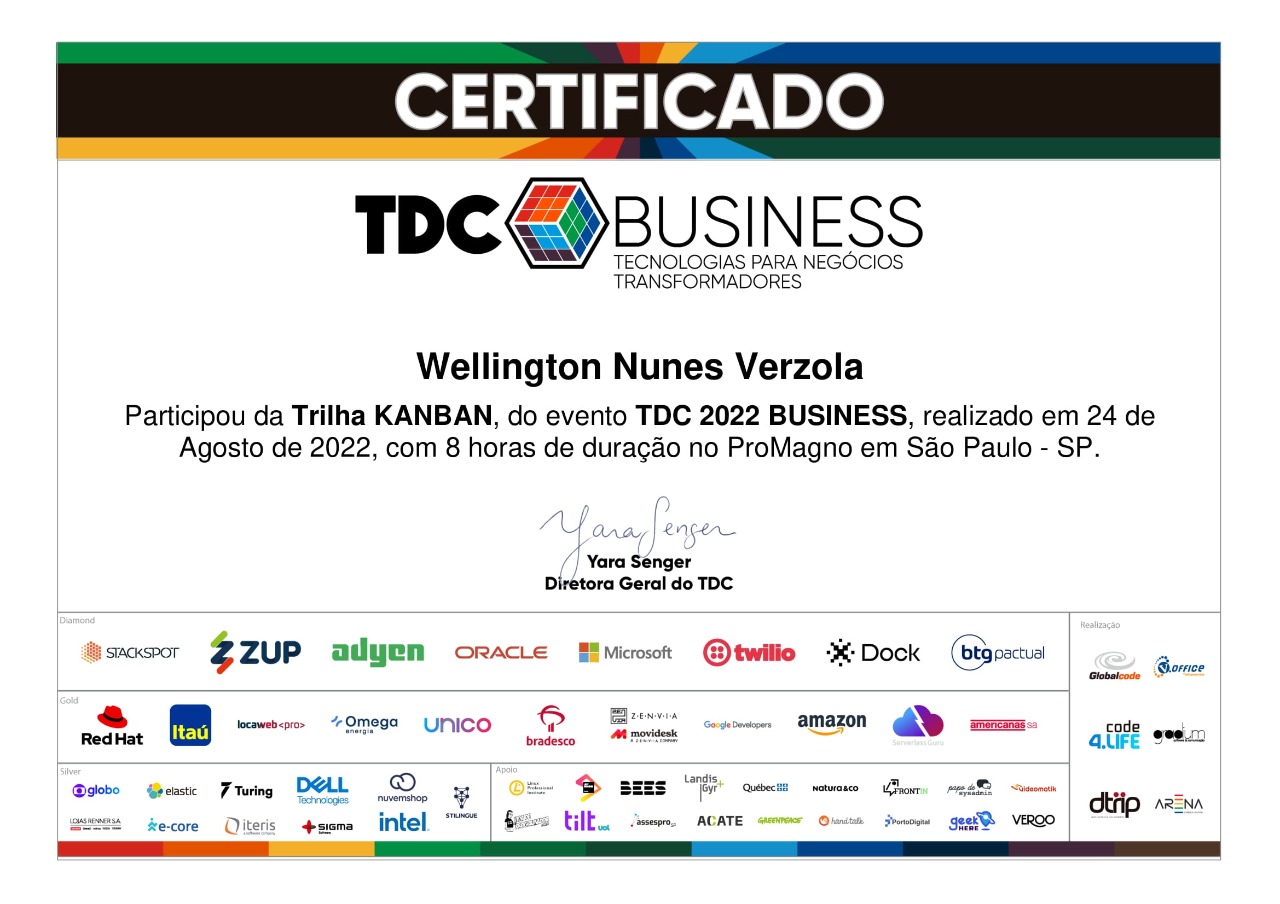 CERTIFICADO
TDC BUSINESS
TECNOLOGIAS PARA NEGÓCIOS
TRANSFORMADORES
Wellington Nunes Verzola
Participou da Trilha KANBAN, do evento TDC 2022 BUSINESS, realizado em 24 de
Agosto de 2022, com 8 horas de duração no ProMagno em São Paulo - SP.
Yara Senger
Yara Senger
Diretora Geral do TDC
Diamond
STACKSPOT ZUP adyen ORACLE Microsoft twilio Dock btg pactual
Gold
Red Hat Itaú locaweb <pro> Omega energia UNICO bradesco ZENVIA movidesk A ZENVIA COMPANY Google Developers amazon Serverless Guru americanas sa
Silver
globo elastic Turing DELL Technologies nuvemshop STILINGUE
LOJAS RENNER S.A. e-core iteris SIGMA intel
Apoio
Linux Professional Institute BEES Landis Gyr+ Québec natura &co FRONTIN papo de sysadmin videomatik
tilt uol assespro ACATE GREENPEACE hand talk PortoDigital geek HERE VERQO
Realização
Globalcode V.OFFICE
code 4.LIFE
dtrip ARENA